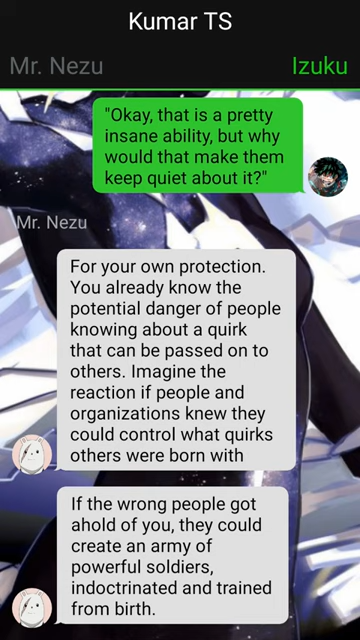 Kumar TS
Mr. Nezu
Izuku
"Okay, that is a pretty
insane ability, but why
would that make them
keep quiet about it?"
Mr. Nezu
For your own protection.
You already know the
potential danger of people
knowing about a quirk
that can be passed on to
others. Imagine the
reaction if people and
organizations knew they
could control what quirks
others were born with
If the wrong people got
ahold of you, they could
create an army of
powerful soldiers,
indoctrinated and trained
from birth.